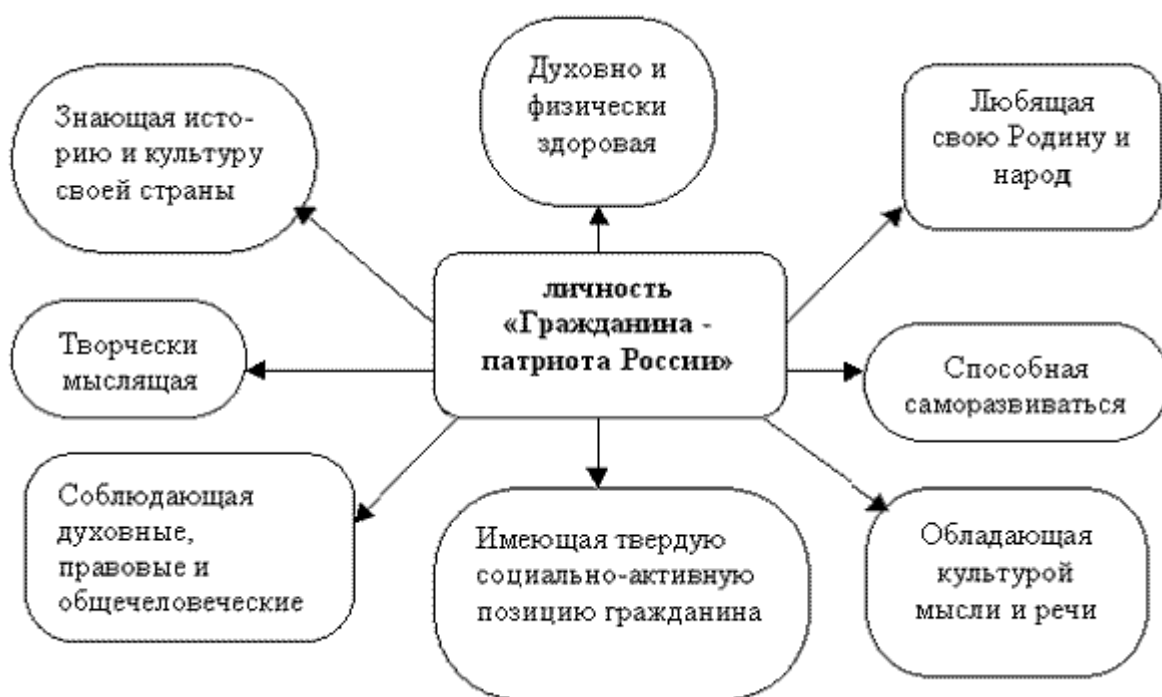 Духовно и
физически
здоровая
Знающая исто-
рию и культуру
своей страны
Любящая
свою Родину и
народ
личность
«Гражданина -
патриота России»
Творчески
мыслящая
Способная
саморазвиваться
Соблюдающая
духовные,
правовые и
общечеловеческие
Имеющая твердую
социально-активную
позицию гражданина
Обладающая
культурой
мысли и речи